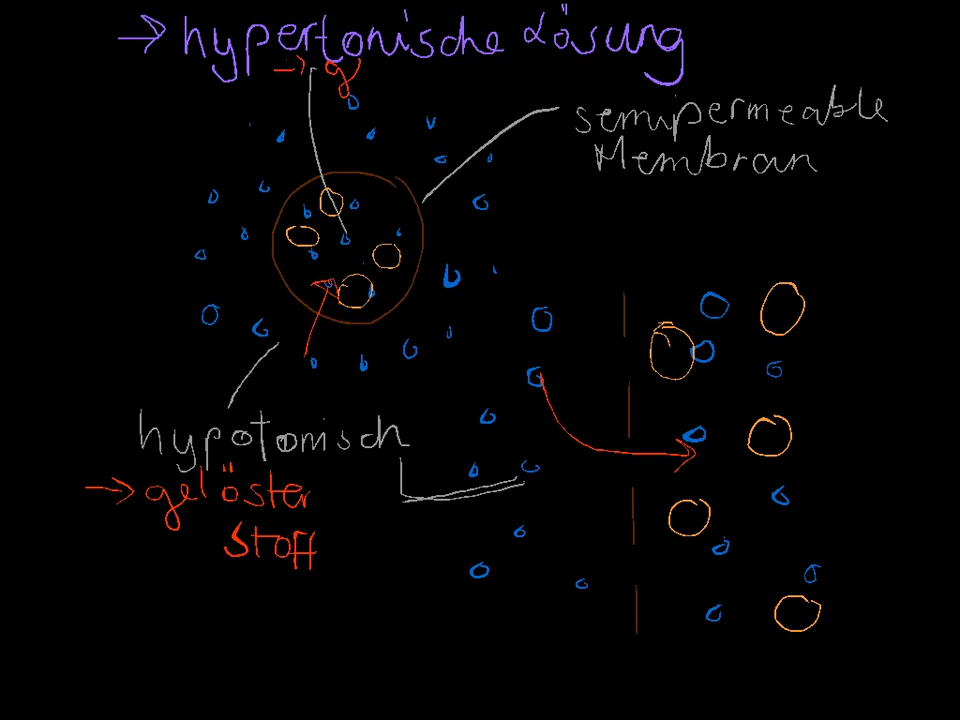 → hypertonische Lösung
→ g
semipermeable
Membran
hypotonisch
→ gelöster
Stoff